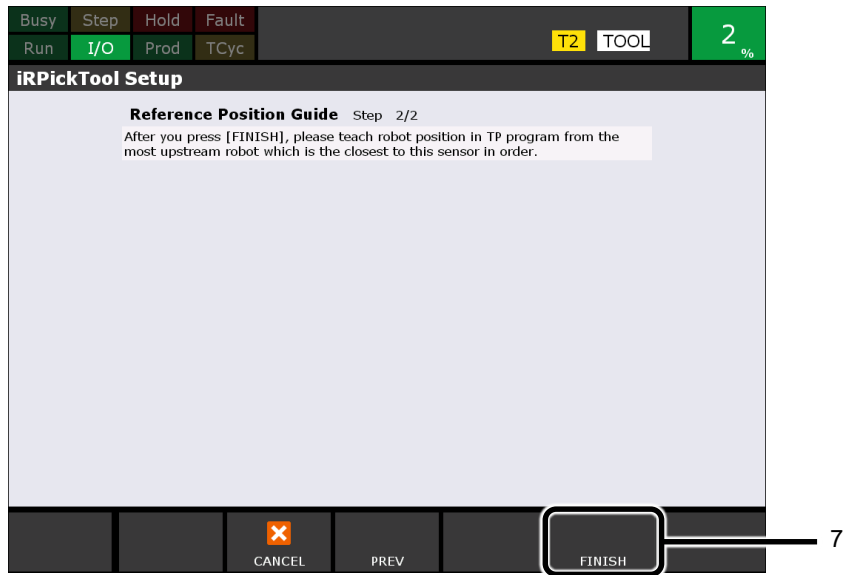 Busy Step Hold Fault
Run I/O Prod TCyc
T2 TOOL
2 %
iRPickTool Setup
Reference Position Guide Step 2/2
After you press [FINISH], please teach robot position in TP program from the
most upstream robot which is the closest to this sensor in order.
CANCEL PREV FINISH
7